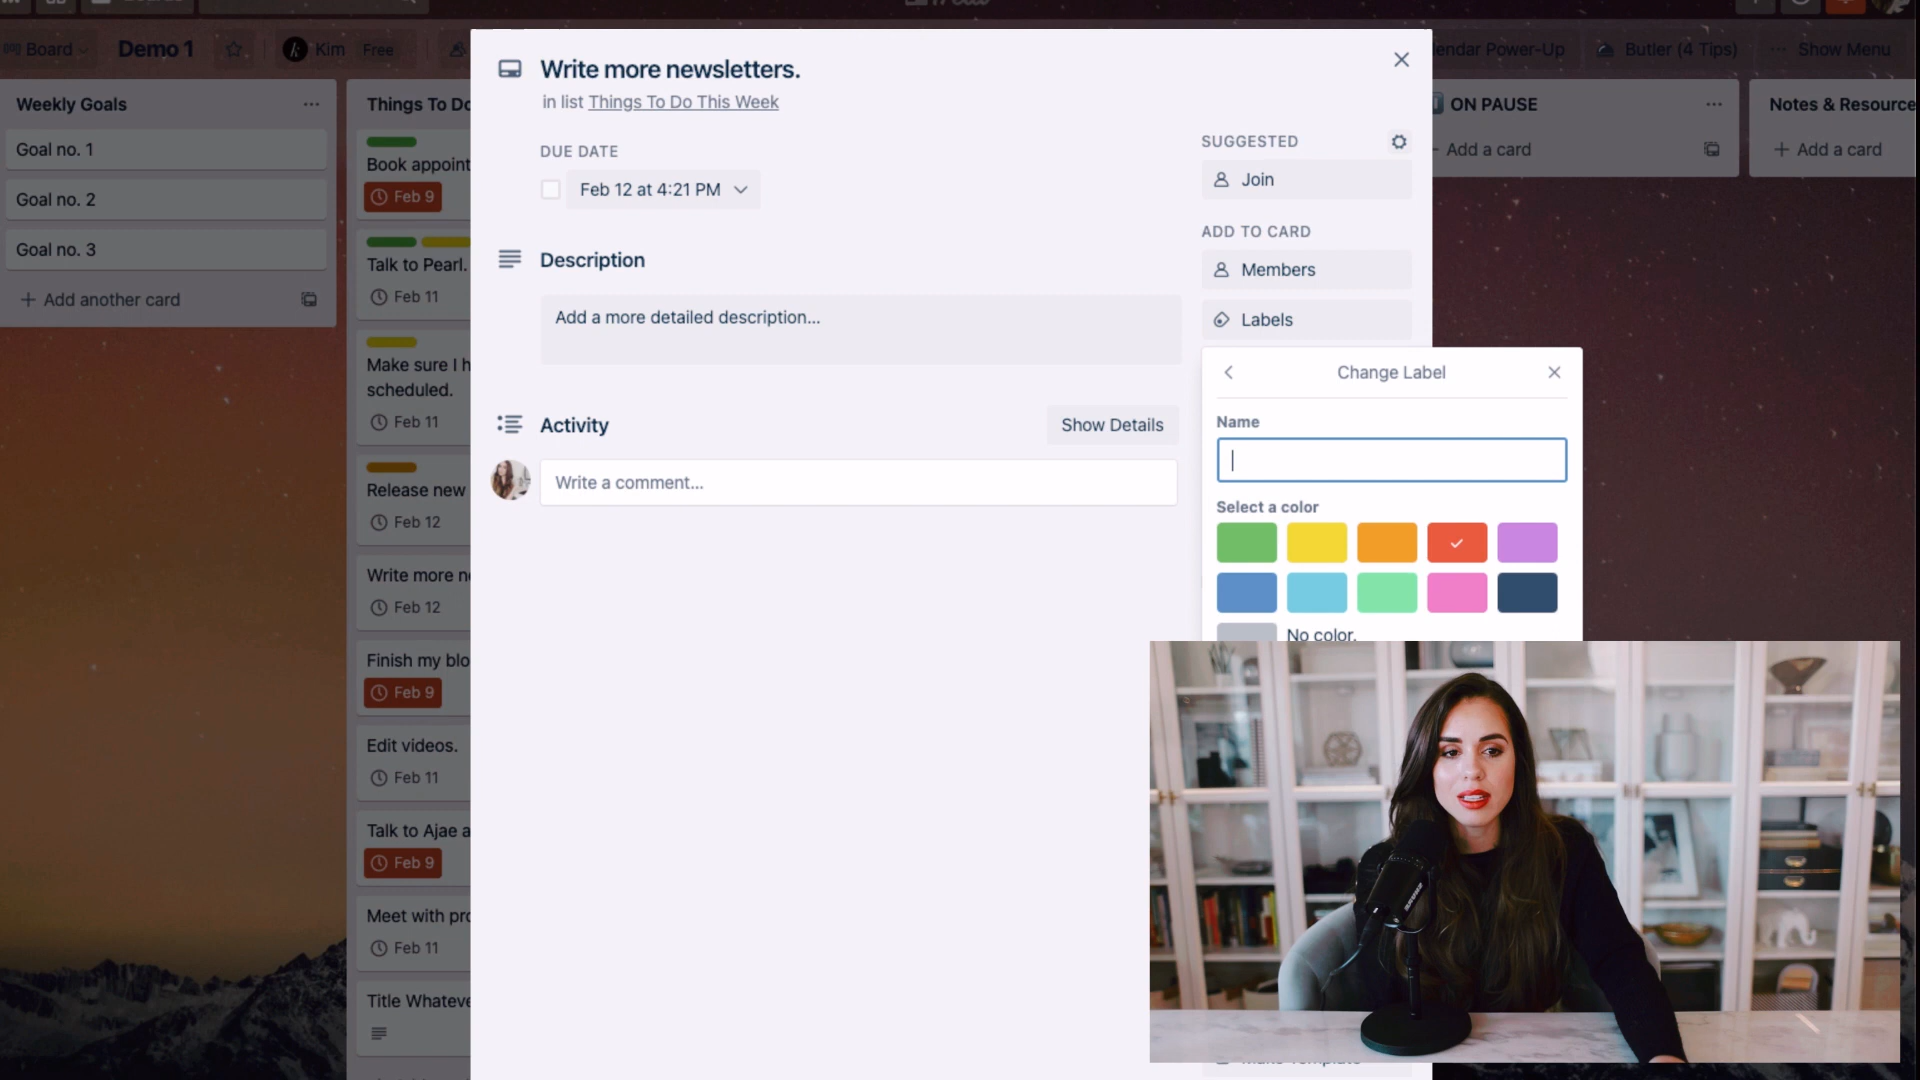 Board
Demo 1
Kim
Free
Power-Up
Butler (4 Tips)
Show Menu
Weekly Goals
Goal no. 1
Goal no. 2
Goal no. 3
Add another card
Things To Do
Book appoint
Feb 9
Talk to Pearl.
Feb 11
Make sure I h
scheduled.
Feb 11
Release new
Feb 12
Write more n
Feb 12
Finish my blo
Feb 9
Edit videos.
Feb 11
Talk to Ajae a
Feb 9
Meet with pro
Feb 11
Title Whateve
Write more newsletters.
in list Things To Do This Week
DUE DATE
Feb 12 at 4:21 PM
Description
Add a more detailed description...
Activity
Show Details
Write a comment...
SUGGESTED
Join
ADD TO CARD
Members
Labels
Change Label
Name
Select a color
No color.
ON PAUSE
Add a card
Notes & Resource
Add a card